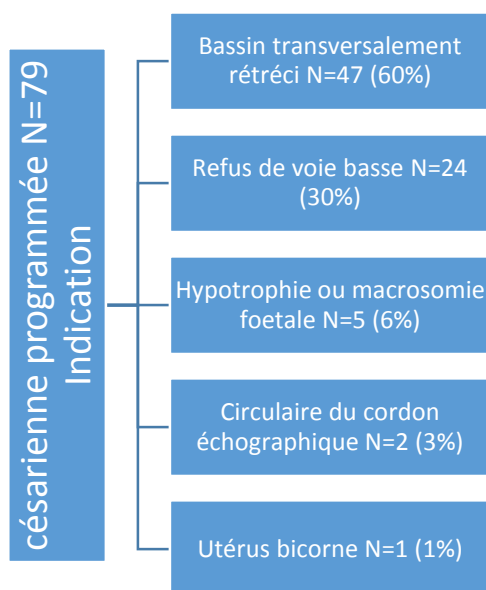 césarienne programmée N=79
Indication
Bassin transversalement
rétréci N=47 (60%)
Refus de voie basse N=24
(30%)
Hypotrophie ou macrosomie
foetale N=5 (6%)
Circulaire du cordon
échographique N=2 (3%)
Utérus bicorne N=1 (1%)